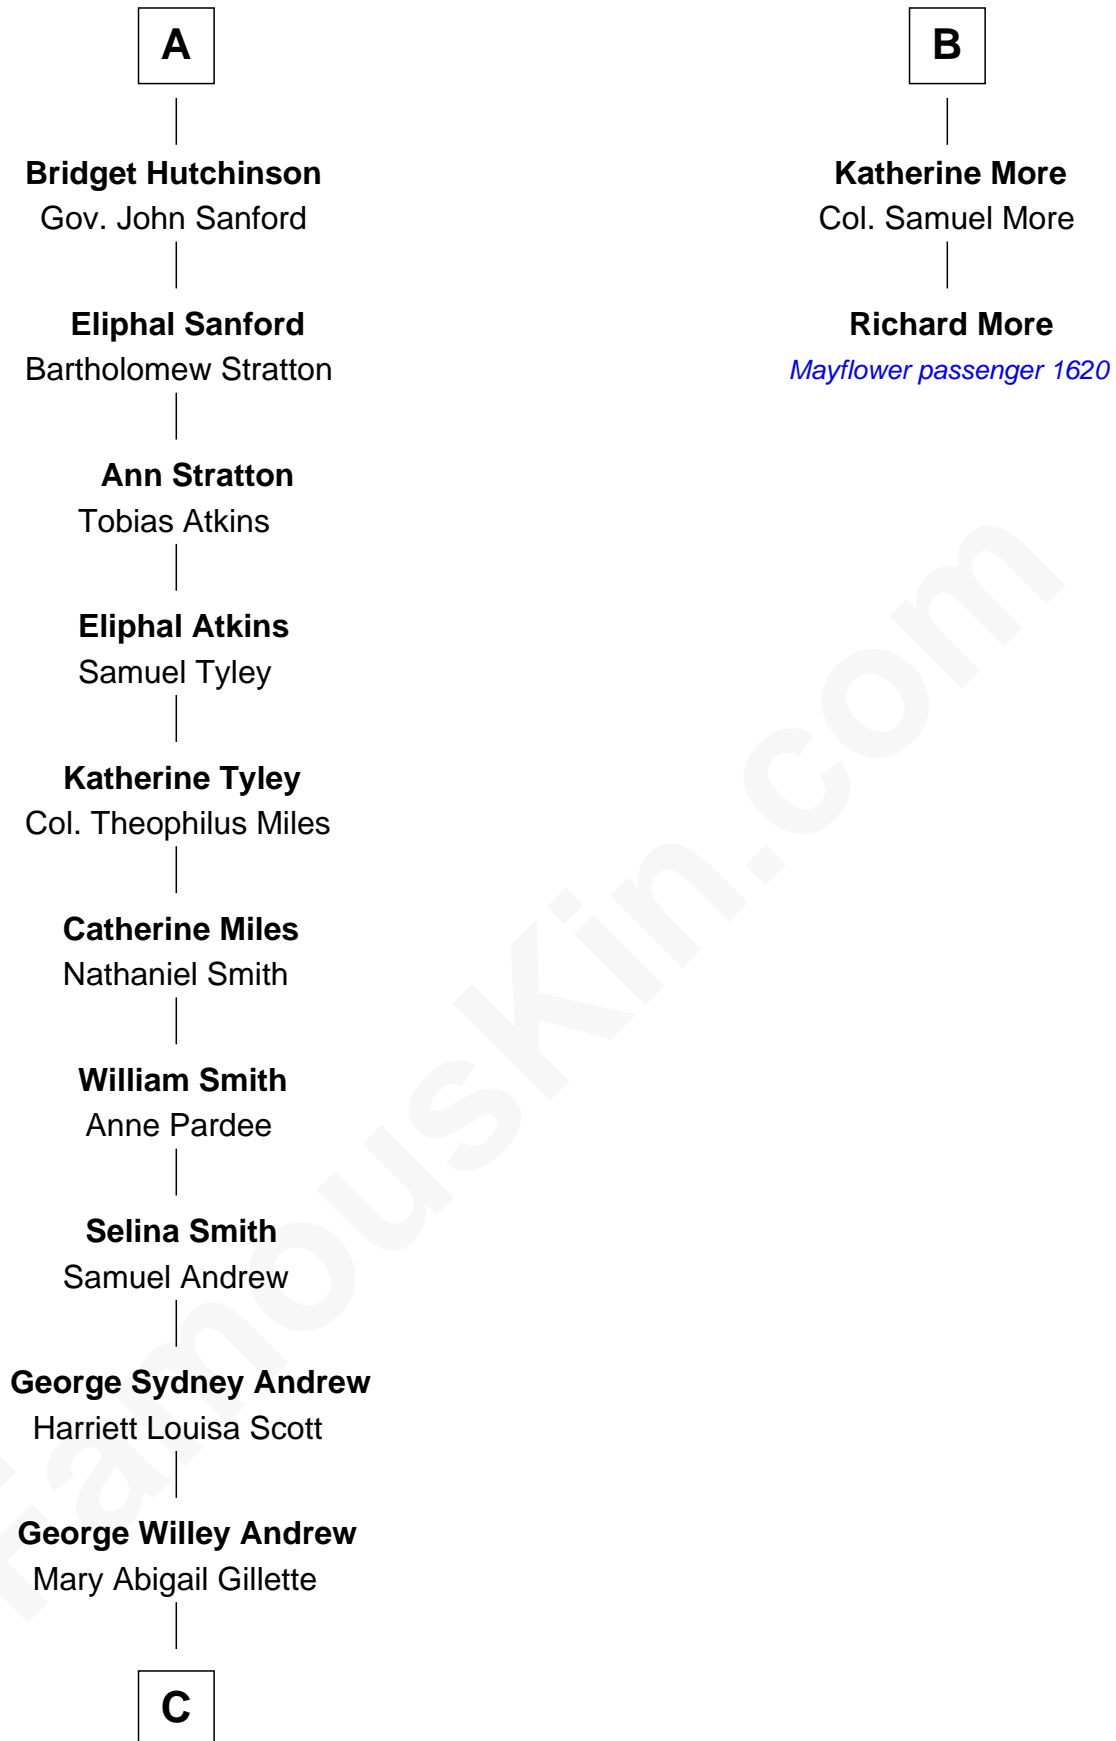 A
Bridget Hutchinson
Gov. John Sanford
Eliphal Sanford
Bartholomew Stratton
Ann Stratton
Tobias Atkins
Eliphal Atkins
Samuel Tyley
Katherine Tyley
Col. Theophilus Miles
Catherine Miles
Nathaniel Smith
William Smith
Anne Pardee
Selina Smith
Samuel Andrew
George Sydney Andrew
Harriett Louisa Scott
George Willey Andrew
Mary Abigail Gillette
C
B
Katherine More
Col. Samuel More
Richard More
Mayflower passenger 1620
FamousKin.com